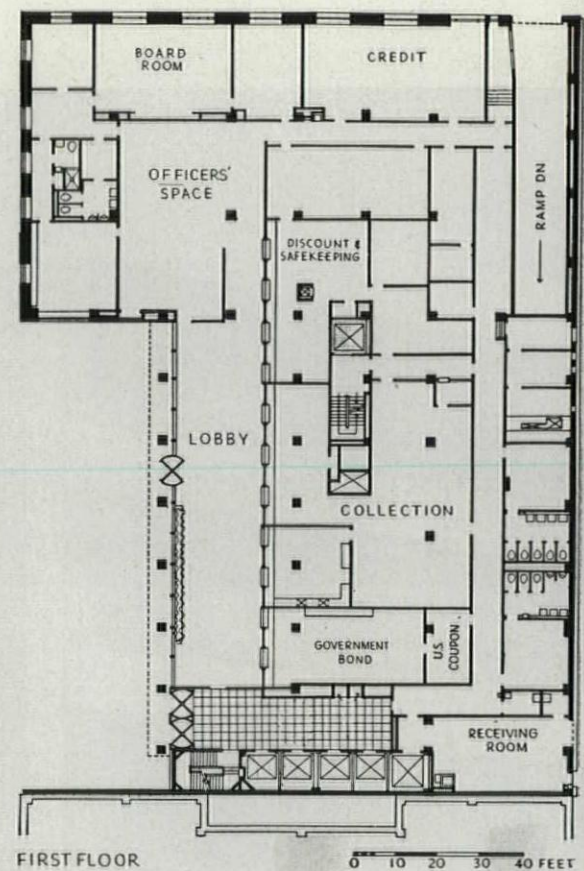 BOARD
ROOM
CREDIT
OFFICERS'
SPACE
RAMP DN
DISCOUNT &
SAFEKEEPING
LOBBY
COLLECTION
GOVERNMENT
BOND
U.S.
COUPON
RECEIVING
ROOM
FIRST FLOOR
0 10 20 30 40 FEET